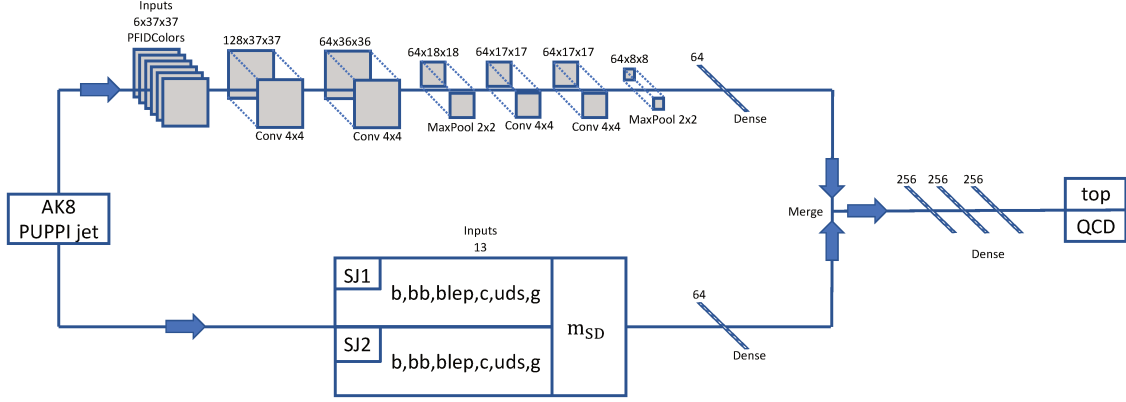 Inputs
6x37x37
PFIDColors
128x37x37
Conv 4x4
64x36x36
Conv 4x4
64x18x18
MaxPool 2x2
64x17x17
Conv 4x4
64x17x17
Conv 4x4
64x8x8
MaxPool 2x2
64
Dense
AK8
PUPPI jet
Inputs
13
SJ1
b,bb,blep,c,uds,g
SJ2
b,bb,blep,c,uds,g
mSD
64
Dense
Merge
256 256 256
Dense
top
QCD